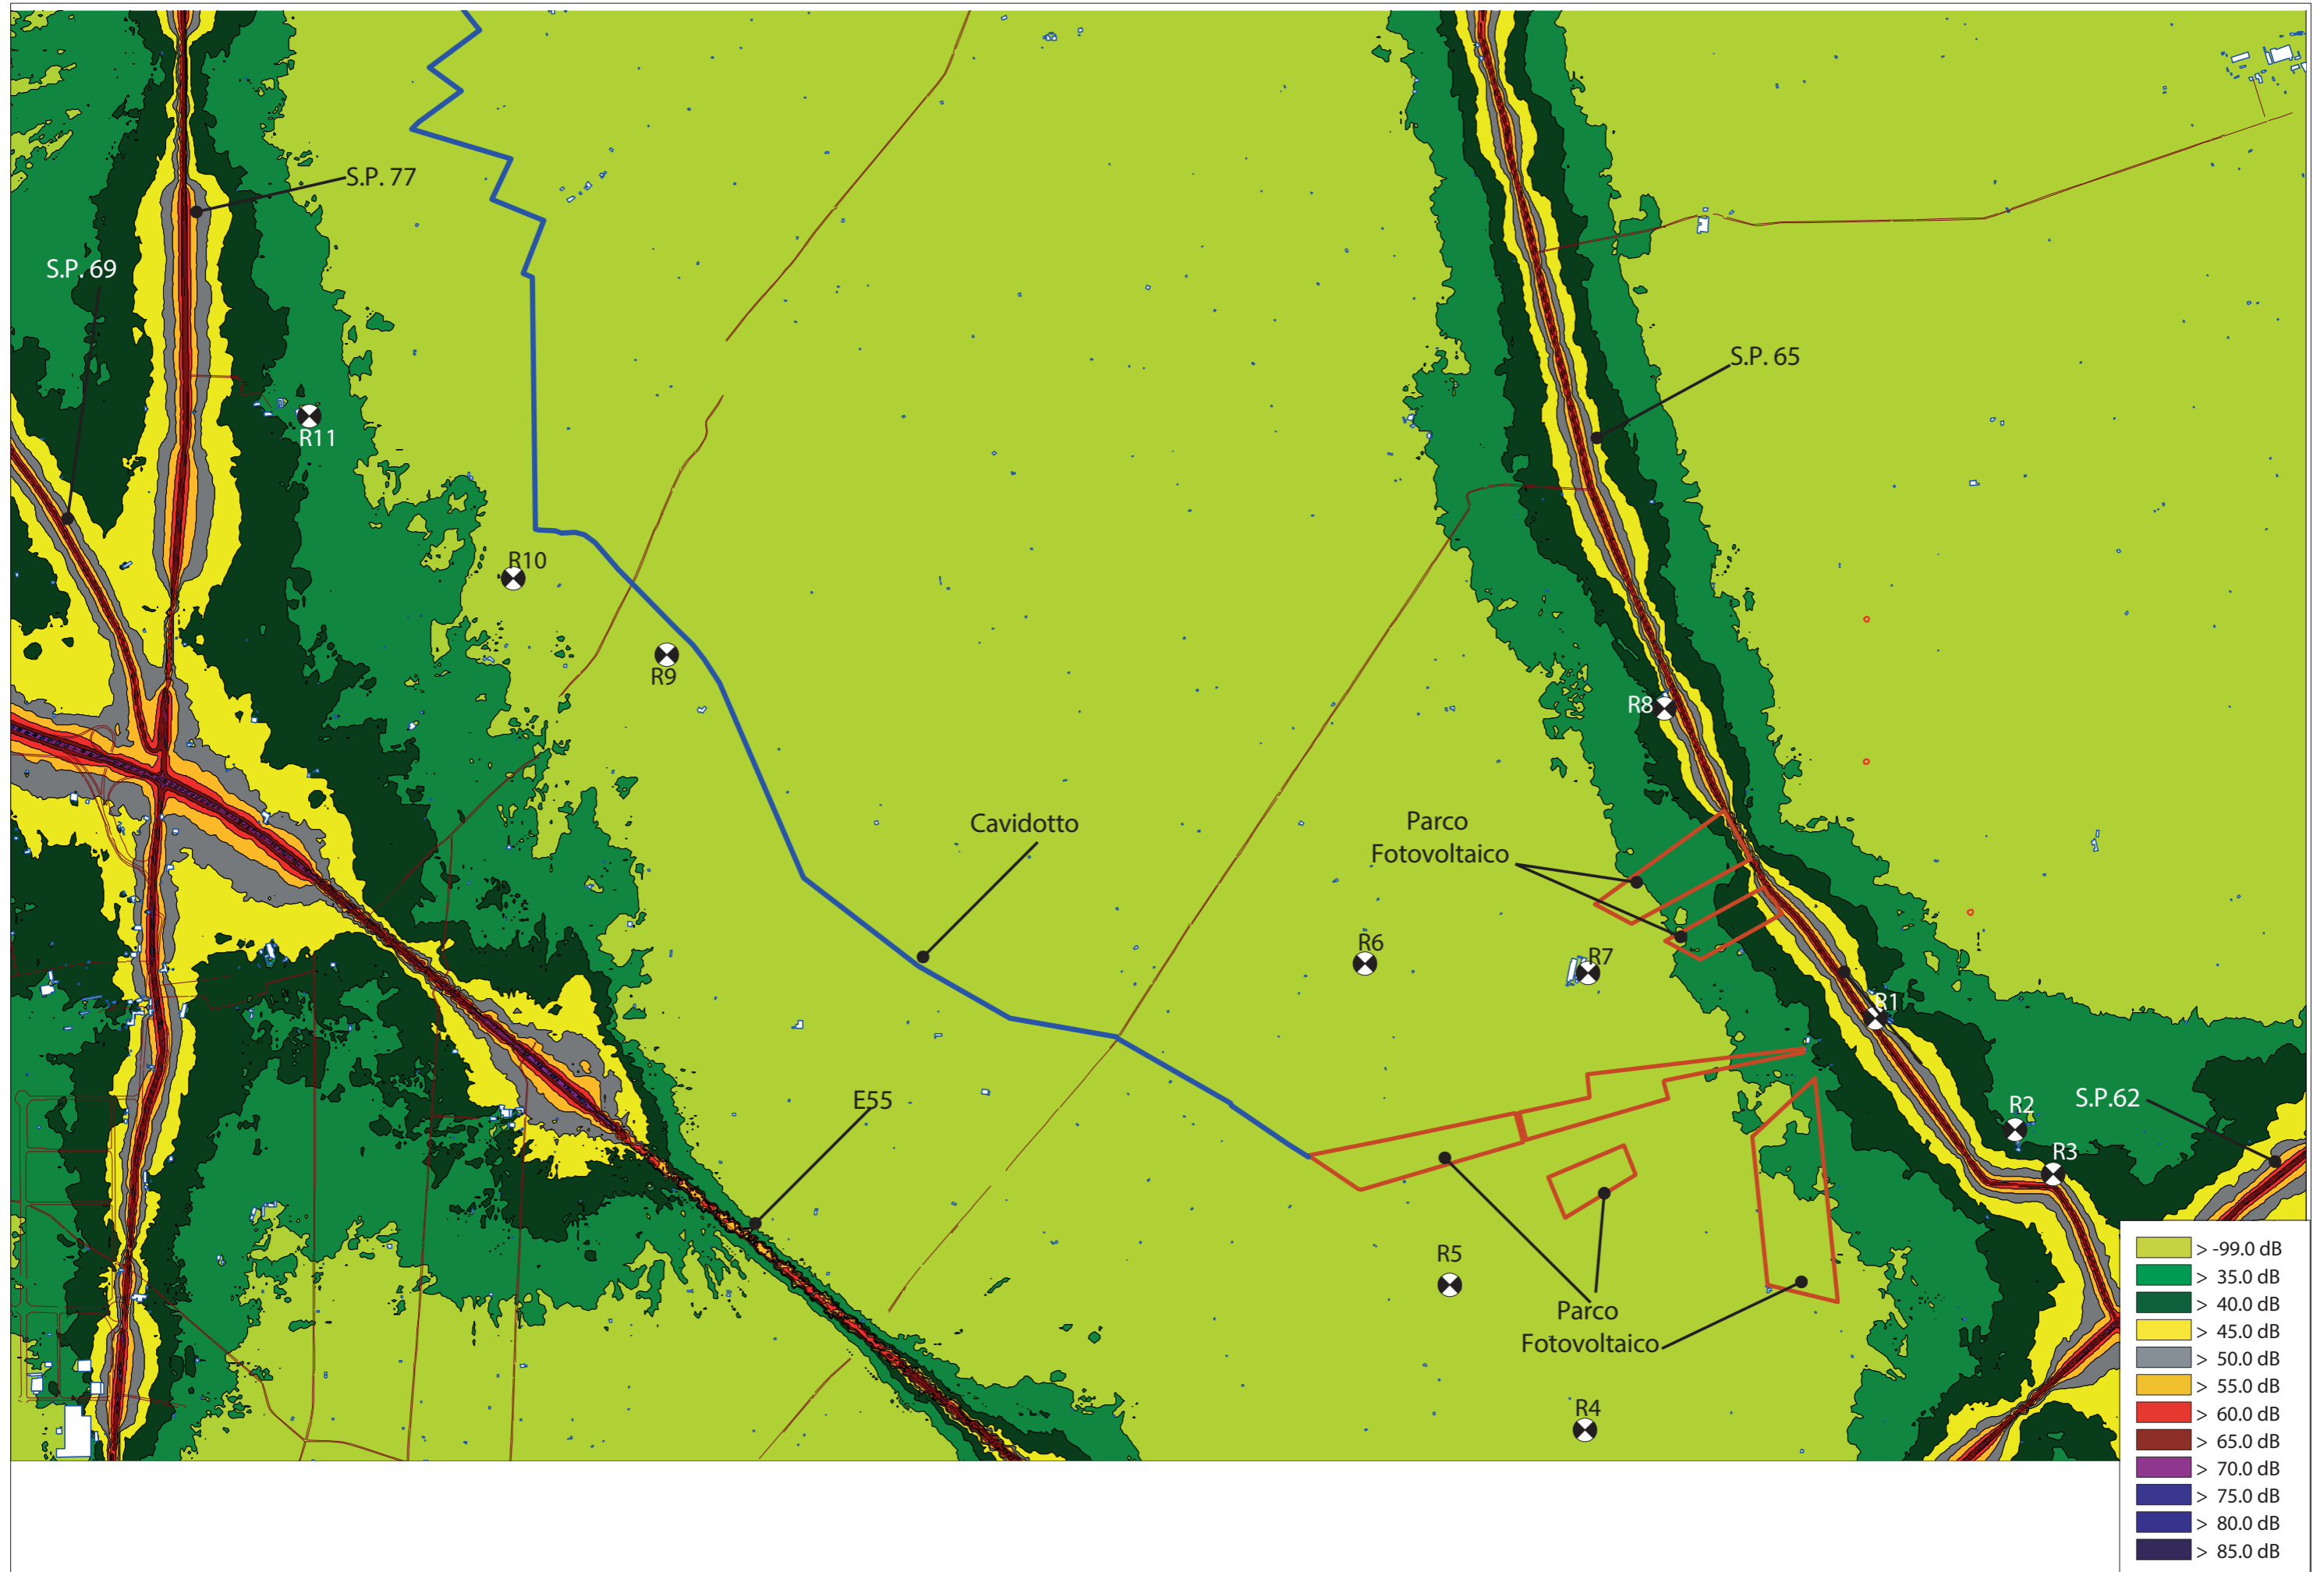 S.P. 77
S.P. 69
S.P. 65
R11
R10
R9
R8
Cavidotto
Parco
Fotovoltaico
R6
R7
R1
E55
R2
S.P.62
R3
R5
Parco
Fotovoltaico
R4
> -99.0 dB
> 35.0 dB
> 40.0 dB
> 45.0 dB
> 50.0 dB
> 55.0 dB
> 60.0 dB
> 65.0 dB
> 70.0 dB
> 75.0 dB
> 80.0 dB
> 85.0 dB